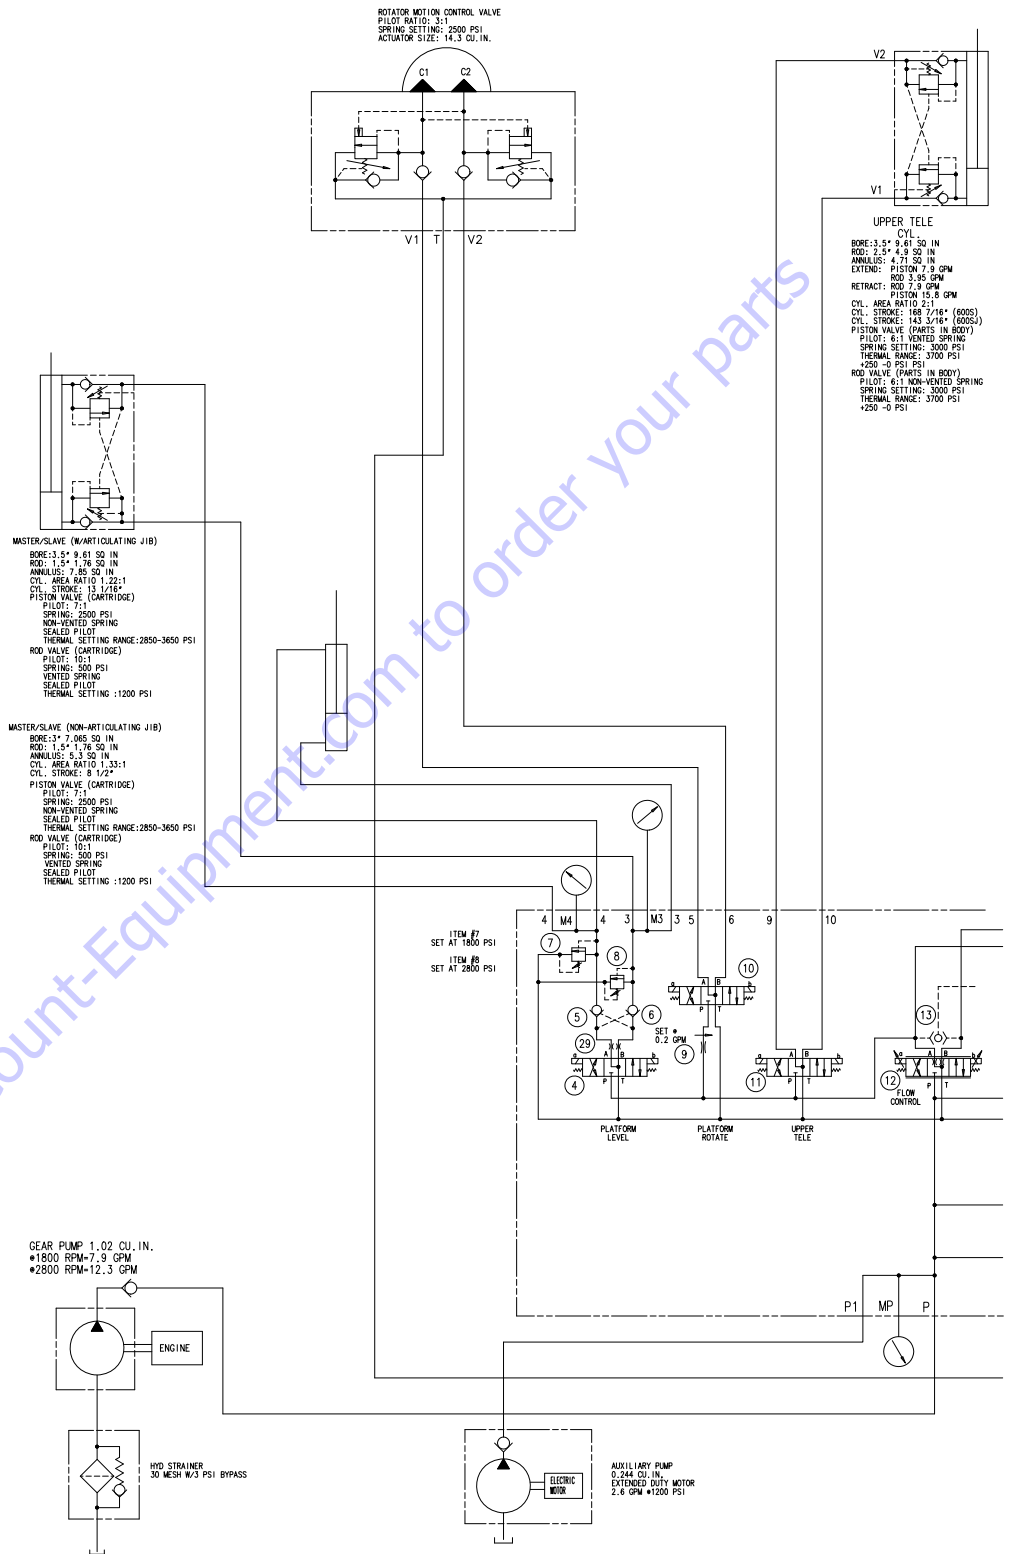 ROTATOR MOTION CONTROL VALVE
PILOT RATIO: 3:1
SPRING SETTING: 2500 PSI
ACTUATOR SIZE: 14.3 CU.IN.
C1
C2
V1
T
V2
V2
V1
UPPER TELE
CYL.
BORE:3.5" 9.61 SQ IN
ROD: 2.5" 4.9 SQ IN
ANNULUS: 4.71 SQ IN
EXTEND: PISTON 7.9 GPM
ROD 3.95 GPM
RETRACT: ROD 7.9 GPM
PISTON 15.8 GPM
CYL. AREA RATIO 2:1
CYL. STROKE: 168 7/16" (600S)
CYL. STROKE: 143 3/16" (600SJ)
PISTON VALVE (PARTS IN BODY)
PILOT: 6:1 VENTED SPRING
SPRING SETTING: 3000 PSI
THERMAL RANGE: 3700 PSI
+250 -0 PSI PSI
ROD VALVE (PARTS IN BODY)
PILOT: 6:1 NON-VENTED SPRING
SPRING SETTING: 3000 PSI
THERMAL RANGE: 3700 PSI
+250 -0 PSI
MASTER/SLAVE (W/ARTICULATING JIB)
BORE:3.5" 9.61 SQ IN
ROD: 1.5" 1.76 SQ IN
ANNULUS: 7.85 SQ IN
CYL. AREA RATIO 1.22:1
CYL. STROKE: 13 1/16"
PISTON VALVE (CARTRIDGE)
PILOT: 7:1
SPRING: 2500 PSI
NON-VENTED SPRING
SEALED PILOT
THERMAL SETTING RANGE:2850-3650 PSI
ROD VALVE (CARTRIDGE)
PILOT: 10:1
SPRING: 500 PSI
VENTED SPRING
SEALED PILOT
THERMAL SETTING :1200 PSI
MASTER/SLAVE (NON-ARTICULATING JIB)
BORE:3" 7.065 SQ IN
ROD: 1.5" 1.76 SQ IN
ANNULUS: 5.3 SQ IN
CYL. AREA RATIO 1.33:1
CYL. STROKE: 8 1/2"
PISTON VALVE (CARTRIDGE)
PILOT: 7:1
SPRING: 2500 PSI
NON-VENTED SPRING
SEALED PILOT
THERMAL SETTING RANGE:2850-3650 PSI
ROD VALVE (CARTRIDGE)
PILOT: 10:1
SPRING: 500 PSI
VENTED SPRING
SEALED PILOT
THERMAL SETTING :1200 PSI
4 M4 4 3 M3 3 5 6 9 10
ITEM #7
SET AT 1800 PSI
ITEM #8
SET AT 2800 PSI
7
8
10
5
6
13
SET @
0.2 GPM
9
29
4
11
12
a A B b
P T
a A B b
P T
a A B b
P T
a A B b
P T
FLOW
CONTROL
PLATFORM
LEVEL
PLATFORM
ROTATE
UPPER
TELE
GEAR PUMP 1.02 CU.IN.
@1800 RPM=7.9 GPM
@2800 RPM=12.3 GPM
ENGINE
P1 MP P
HYD STRAINER
30 MESH W/3 PSI BYPASS
ELECTRIC
MOTOR
AUXILIARY PUMP
0.244 CU.IN.
EXTENDED DUTY MOTOR
2.6 GPM @1200 PSI
ount-Equipment.com to order your parts